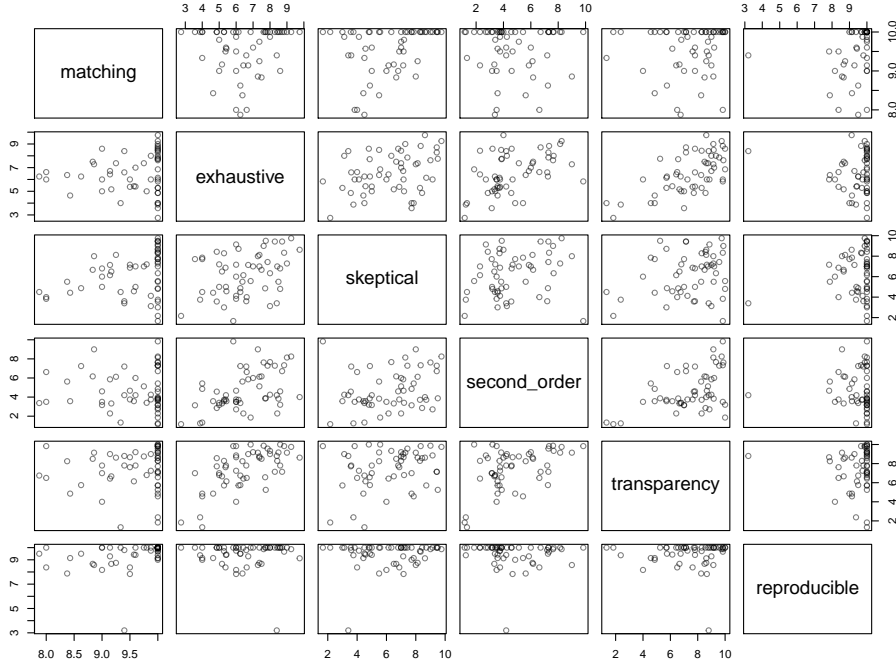 3 4 5 6 7 8 9
2 4 6 8 10
3 4 5 6 7 8 9
matching
8.0 9.0 10.0
3 5 7 9
exhaustive
skeptical
2 4 6 8 10
2 4 6 8
second_order
transparency
2 4 6 8
3 5 7 9
reproducible
8.0 9.0 9.5
2 4 6 8 10
2 4 6 8 10